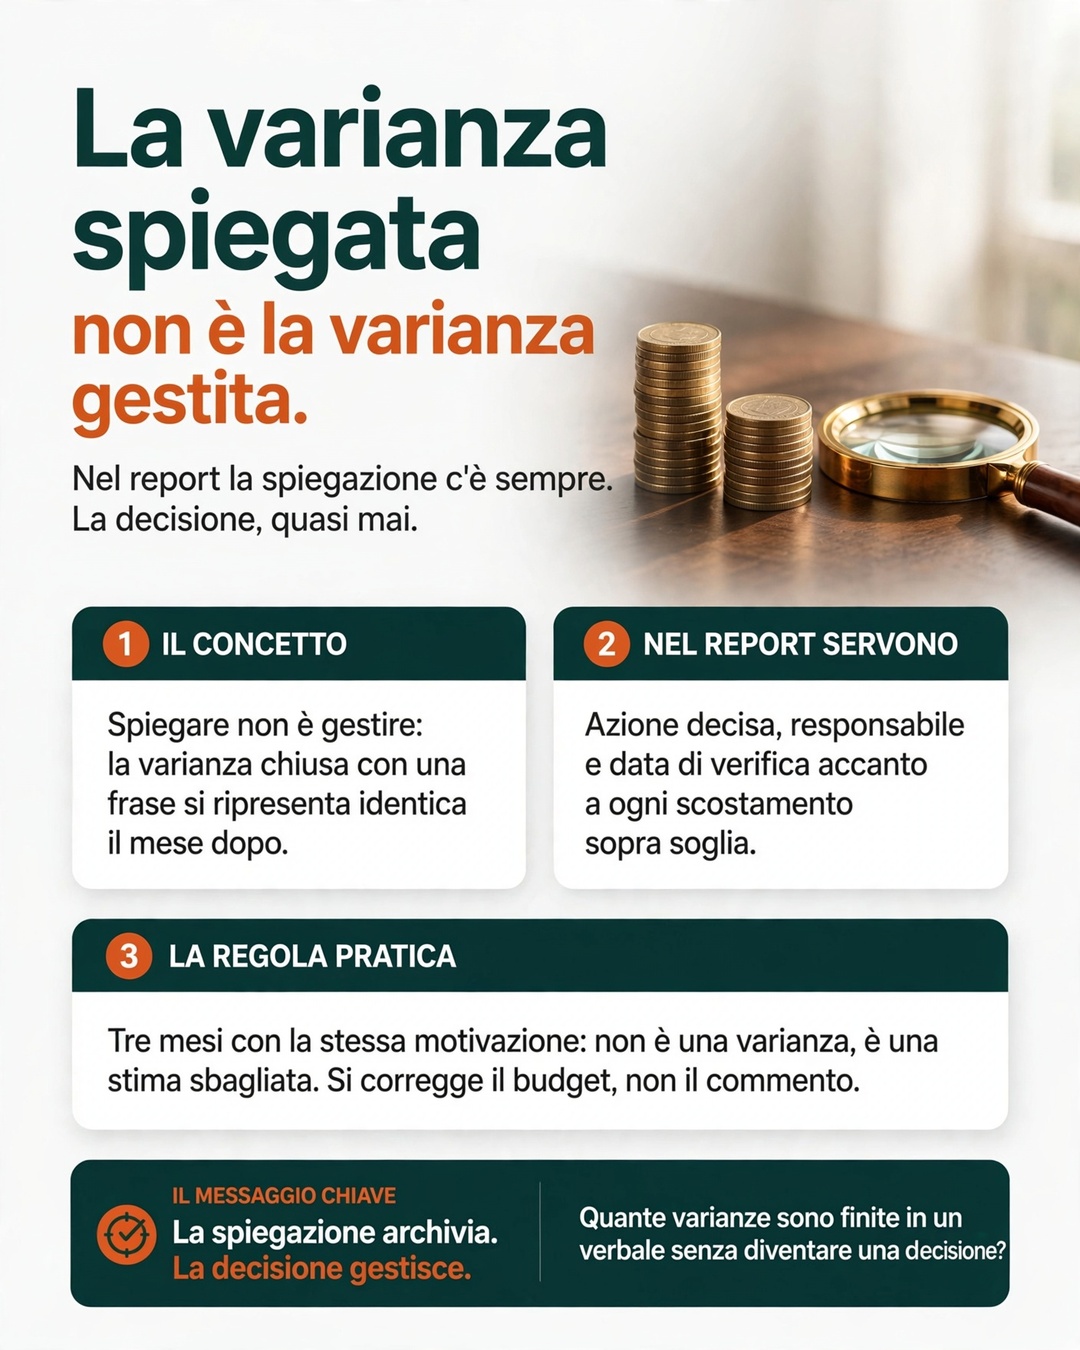 La varianza
spiegata
non è la varianza
gestita.
Nel report la spiegazione c'è sempre.
La decisione, quasi mai.
1 IL CONCETTO
Spiegare non è gestire:
la varianza chiusa con una
frase si ripresenta identica
il mese dopo.
2 NEL REPORT SERVONO
Azione decisa, responsabile
e data di verifica accanto
a ogni scostamento
sopra soglia.
3 LA REGOLA PRATICA
Tre mesi con la stessa motivazione: non è una varianza, è una
stima sbagliata. Si corregge il budget, non il commento.
IL MESSAGGIO CHIAVE
La spiegazione archivia.
La decisione gestisce.
Quante varianze sono finite in un
verbale senza diventare una decisione?